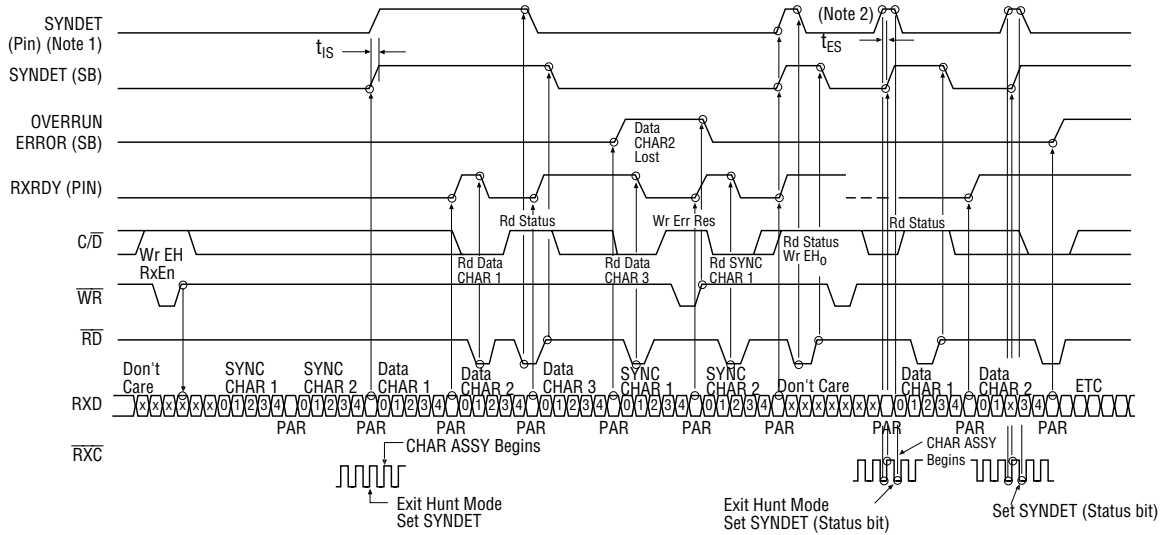 SYNDET
(Pin) (Note 1)
tIS
(Note 2)
tES
SYNDET (SB)
OVERRUN
ERROR (SB)
Data
CHAR2
Lost
RXRDY (PIN)
C/D
Wr EH
RxEn
Rd Data
CHAR 1
Rd Status
Rd Data
CHAR 3
Wr Err Res
Rd SYNC
CHAR 1
Rd Status
Wr EHo
Rd Status
WR
RD
Don't
Care
SYNC
CHAR 1
SYNC
CHAR 2
Data
CHAR 1
Data
CHAR 2
Data
CHAR 3
SYNC
CHAR 1
SYNC
CHAR 2
Don't Care
Data
CHAR 1
Data
CHAR 2
ETC
RXD x x x x x x 0 1 2 3 4 0 1 2 3 4 0 1 2 3 4 0 1 2 3 4 0 1 2 3 4 0 1 2 3 4 0 1 2 3 4 x x x x x x x 0 1 2 3 4 0 1 x 3 4
PAR PAR PAR PAR PAR PAR PAR PAR PAR PAR
RXC
CHAR ASSY Begins
Exit Hunt Mode
Set SYNDET
CHAR ASSY
Begins
Exit Hunt Mode
Set SYNDET (Status bit)
Set SYNDET (Status bit)